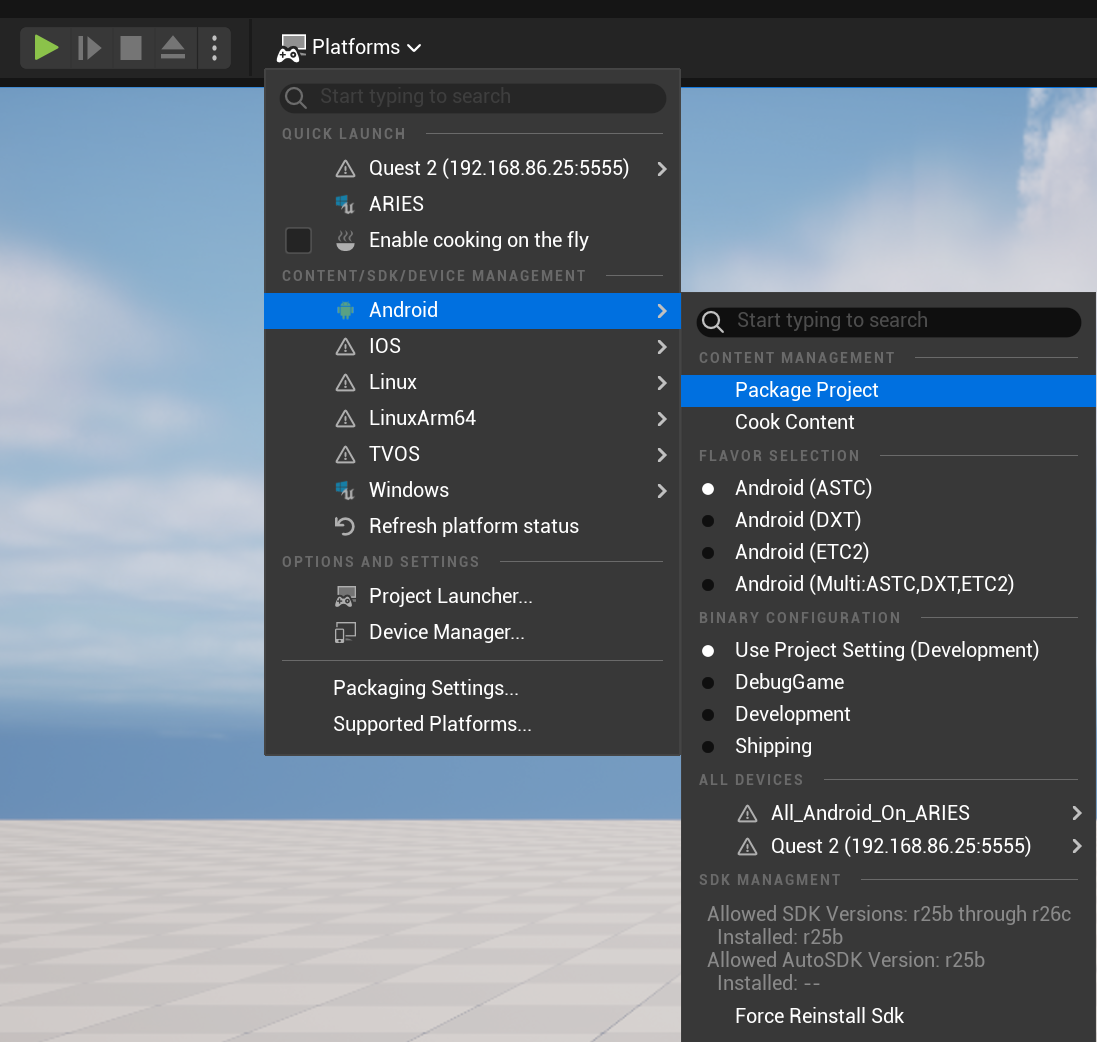 Platforms
Start typing to search
QUICK LAUNCH
Quest 2 (192.168.86.25:5555)
ARIES
Enable cooking on the fly
CONTENT/SDK/DEVICE MANAGEMENT
Android
IOS
Linux
LinuxArm64
TVOS
Windows
Refresh platform status
OPTIONS AND SETTINGS
Project Launcher...
Device Manager...
Packaging Settings...
Supported Platforms...
Start typing to search
CONTENT MANAGEMENT
Package Project
Cook Content
FLAVOR SELECTION
Android (ASTC)
Android (DXT)
Android (ETC2)
Android (Multi:ASTC,DXT,ETC2)
BINARY CONFIGURATION
Use Project Setting (Development)
DebugGame
Development
Shipping
ALL DEVICES
All_Android_On_ARIES
Quest 2 (192.168.86.25:5555)
SDK MANAGMENT
Allowed SDK Versions: r25b through r26c
Installed: r25b
Allowed AutoSDK Version: r25b
Installed: --
Force Reinstall Sdk